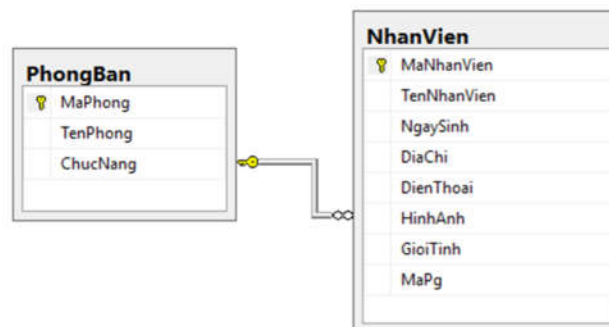 PhongBan
MaPhong
TenPhong
ChucNang
NhanVien
MaNhanVien
TenNhanVien
NgaySinh
DiaChi
DienThoai
HinhAnh
GioiTinh
MaPg